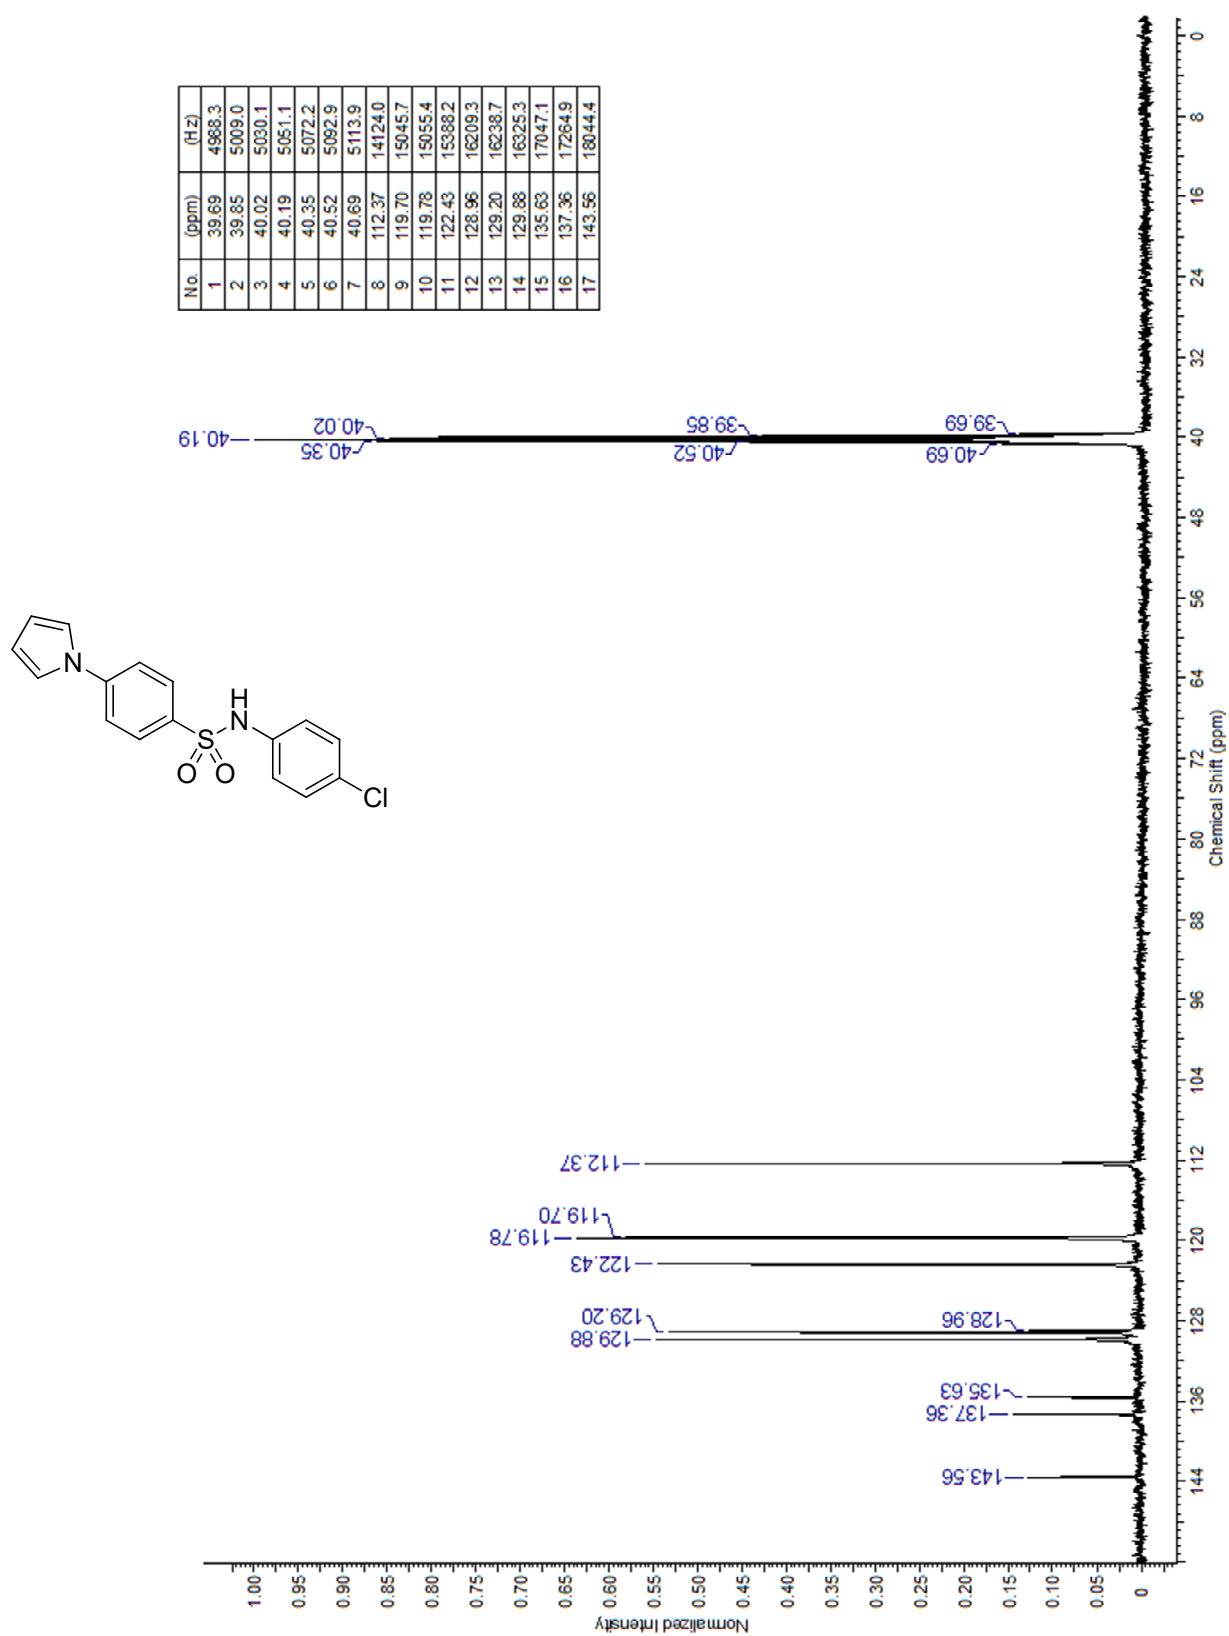 No. (ppm) (Hz)
1 39.69 4988.3
2 39.85 5009.0
3 40.02 5030.1
4 40.19 5051.1
5 40.35 5072.2
6 40.52 5092.9
7 40.69 5113.9
8 112.37 14124.0
9 119.70 15045.7
10 119.78 15055.4
11 122.43 15388.2
12 128.96 16209.3
13 129.20 16238.7
14 129.88 16325.3
15 135.63 17047.1
16 137.36 17264.9
17 143.56 18044.4
N
S
O
O
N
H
Cl
40.19
40.02
40.35
39.85
40.52
39.69
40.69
112.37
119.70
119.78
122.43
129.20
129.88
128.96
135.63
137.36
143.56
1.00
0.95
0.90
0.85
0.80
0.75
0.70
0.65
0.60
0.55
0.50
0.45
0.40
0.35
0.30
0.25
0.20
0.15
0.10
0.05
0
Normalized Intensity
144 136 128 120 112 104 96 88 80 72 64 56 48 40 32 24 16 8 0
Chemical Shift (ppm)